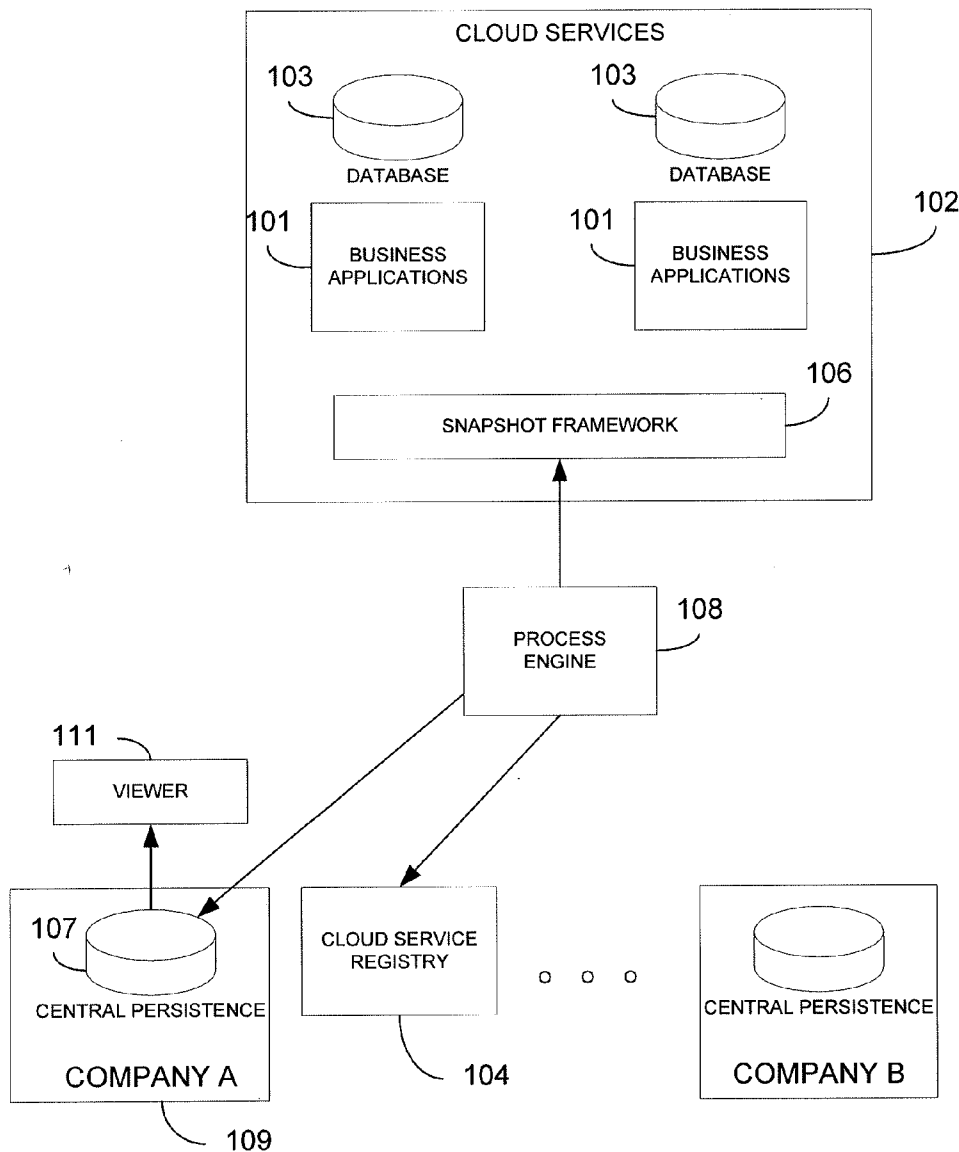 CLOUD SERVICES
103
103
DATABASE
DATABASE
101
101
102
BUSINESS
APPLICATIONS
BUSINESS
APPLICATIONS
106
SNAPSHOT FRAMEWORK
108
PROCESS
ENGINE
111
VIEWER
107
CENTRAL PERSISTENCE
COMPANY A
109
CLOUD SERVICE
REGISTRY
104
CENTRAL PERSISTENCE
COMPANY B